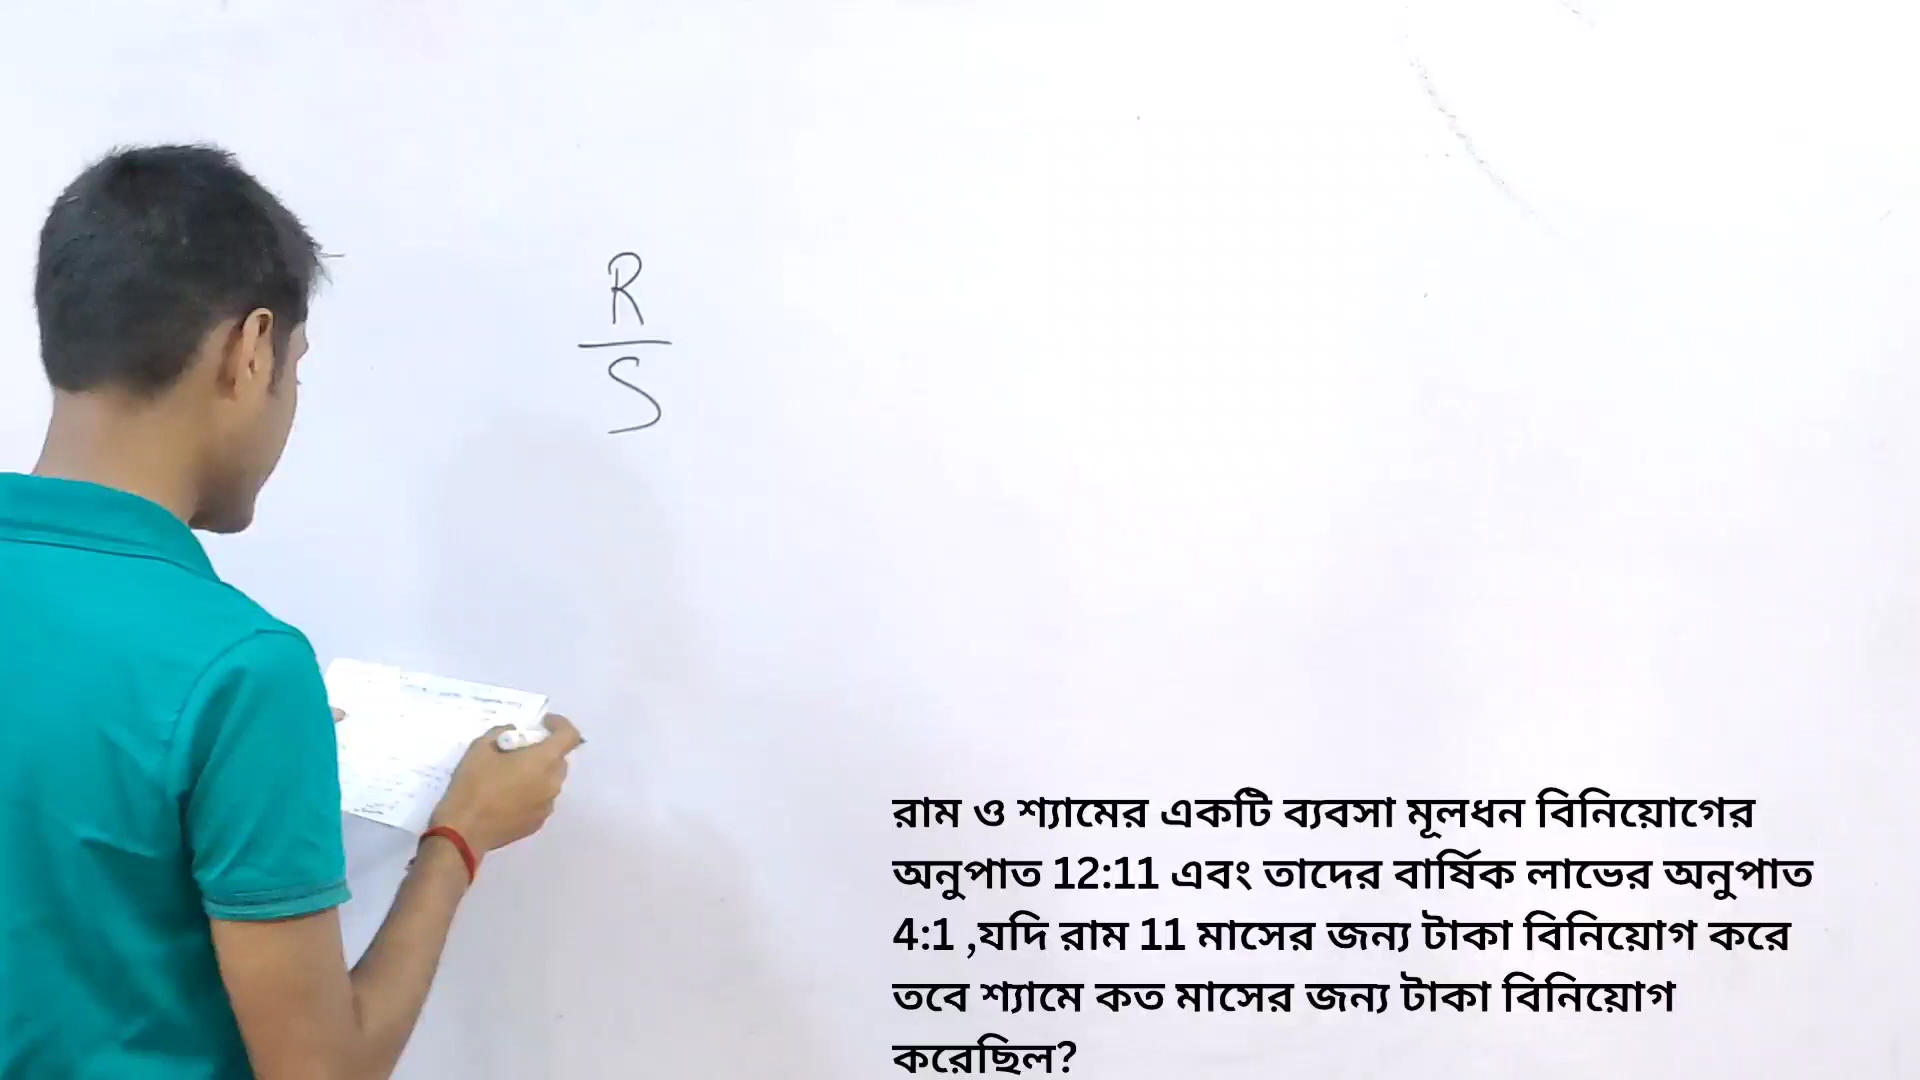 R
S
রাম ও শ্যামের একটি ব্যবসা মূলধন বিনিয়োগের
অনুপাত 12:11 এবং তাদের বার্ষিক লাভের অনুপাত
4:1 ,যদি রাম 11 মাসের জন্য টাকা বিনিয়োগ করে
তবে শ্যামে কত মাসের জন্য টাকা বিনিয়োগ
করেছিল?